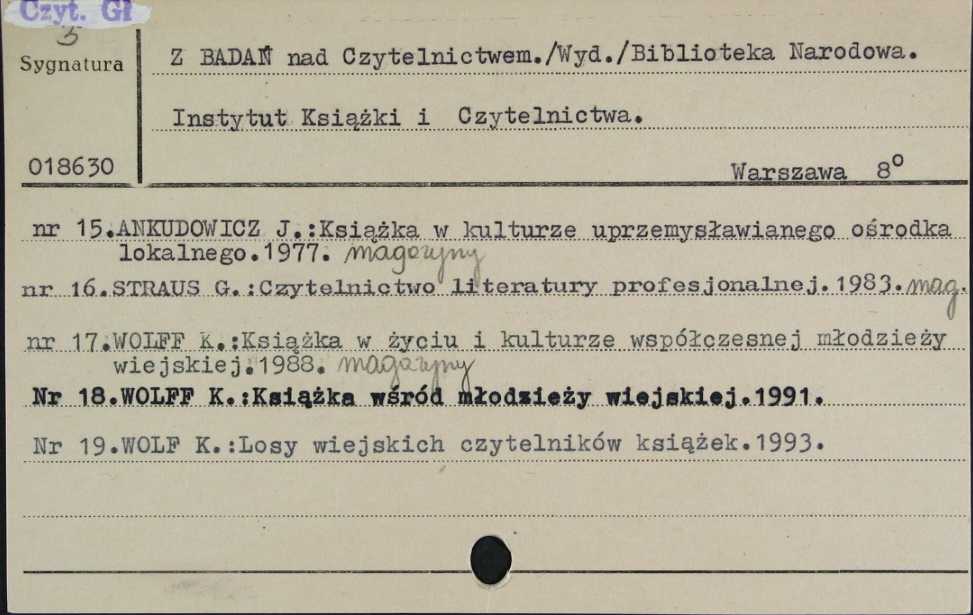 Czyt. Gł
5
Sygnatura
Z BADAŃ nad Czytelnictwem./Wyd./Biblioteka Narodowa.
Instytut Książki i Czytelnictwa.
018630
Warszawa 8º
nr 15.ANKUDOWICZ J.:Książka w kulturze uprzemysławianego ośrodka
lokalnego.1977. magazyny
nr 16.STRAUS G.:Czytelnictwo literatury profesjonalnej.1983. mag.
nr 17.WOLFF K.:Książka w życiu i kulturze współczesnej młodzieży
wiejskiej.1988. magazyny
Nr 18.WOLFF K.:Książka wśród młodzieży wiejskiej.1991.
Nr 19.WOLF K.:Losy wiejskich czytelników książek.1993.